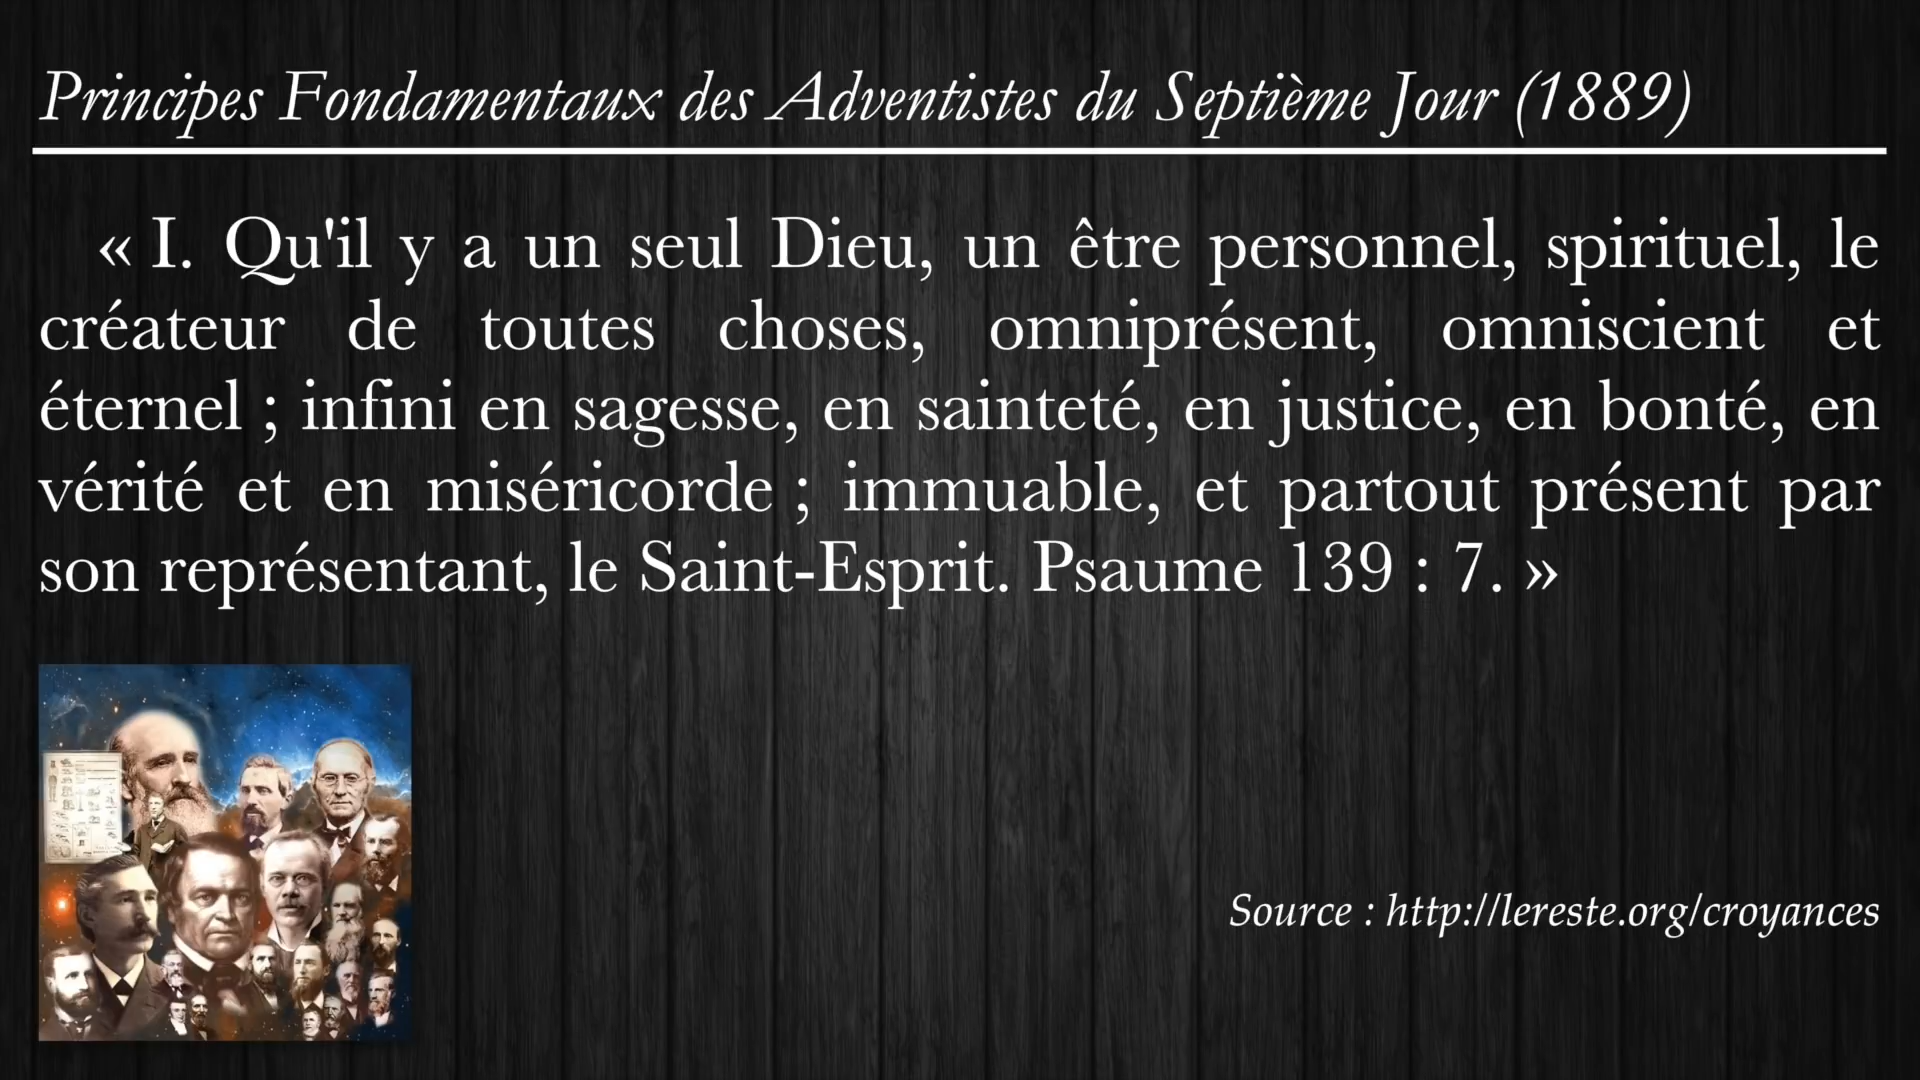 Principes Fondamentaux des Adventistes du Septième Jour (1889)
« I. Qu'il y a un seul Dieu, un être personnel, spirituel, le
créateur de toutes choses, omniprésent, omniscient et
éternel ; infini en sagesse, en sainteté, en justice, en bonté, en
vérité et en miséricorde ; immuable, et partout présent par
son représentant, le Saint-Esprit. Psaume 139 : 7. »
Source : http://lereste.org/croyances